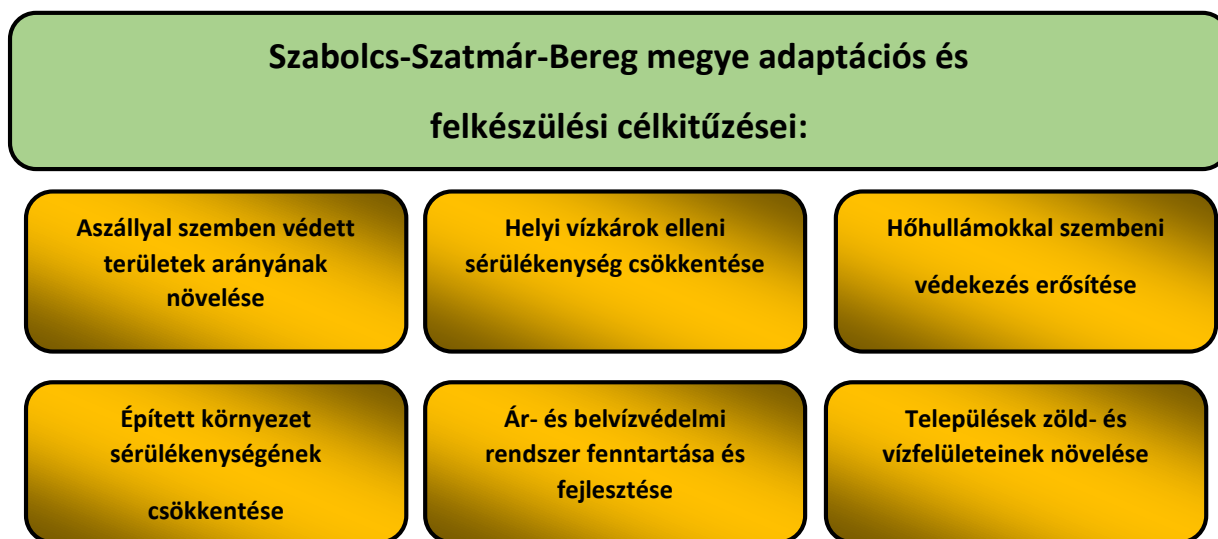 Szabolcs-Szatmár-Bereg megye adaptációs és
felkészülési célkitűzései:
Aszállyal szemben védett
területek arányának
növelése
Helyi vízkárok elleni
sérülékenység csökkentése
Hőhullámokkal szembeni
védekezés erősítése
Épített környezet
sérülékenységének
csökkentése
Ár- és belvízvédelmi
rendszer fenntartása és
fejlesztése
Települések zöld- és
vízfelületeinek növelése